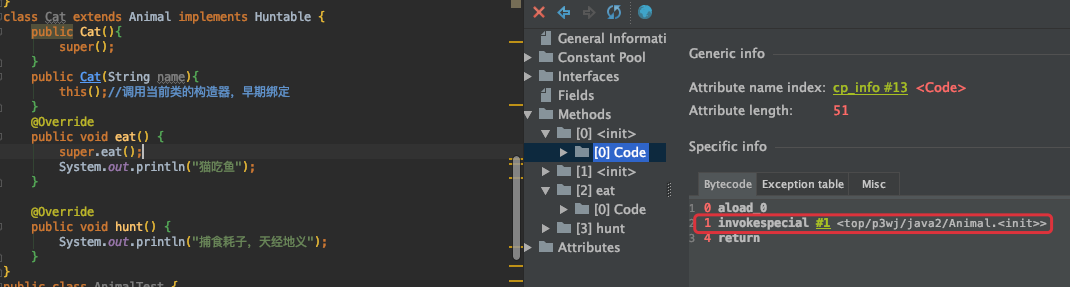 }
class Cat extends Animal implements Huntable {
public Cat(){
super();
}
public Cat(String name){
this();//调用当前类的构造器，早期绑定
}
@Override
public void eat() {
super.eat();
System.out.println("猫吃鱼");
}
@Override
public void hunt() {
System.out.println("捕食耗子，天经地义");
}
}
public class AnimalTest {
General Informati
Constant Pool
Interfaces
Fields
Methods
[0] <init>
[0] Code
[1] <init>
[2] eat
[0] Code
[3] hunt
Attributes
Generic info
Attribute name index: cp_info #13 <Code>
Attribute length: 51
Specific info
Bytecode Exception table Misc
1 0 aload_0
2 1 invokespecial #1 <top/p3wj/java2/Animal.<init>>
3 4 return